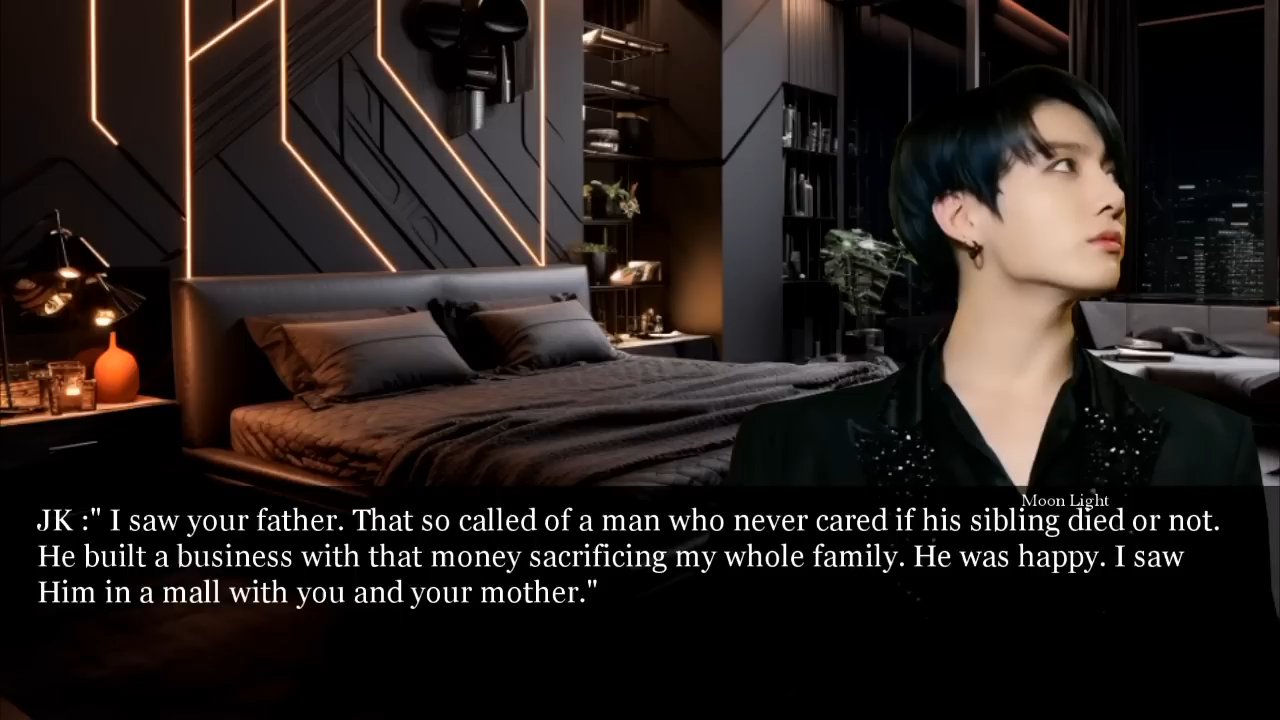 Moon Light
JK :" I saw your father. That so called of a man who never cared if his sibling died or not.
He built a business with that money sacrificing my whole family. He was happy. I saw
Him in a mall with you and your mother."